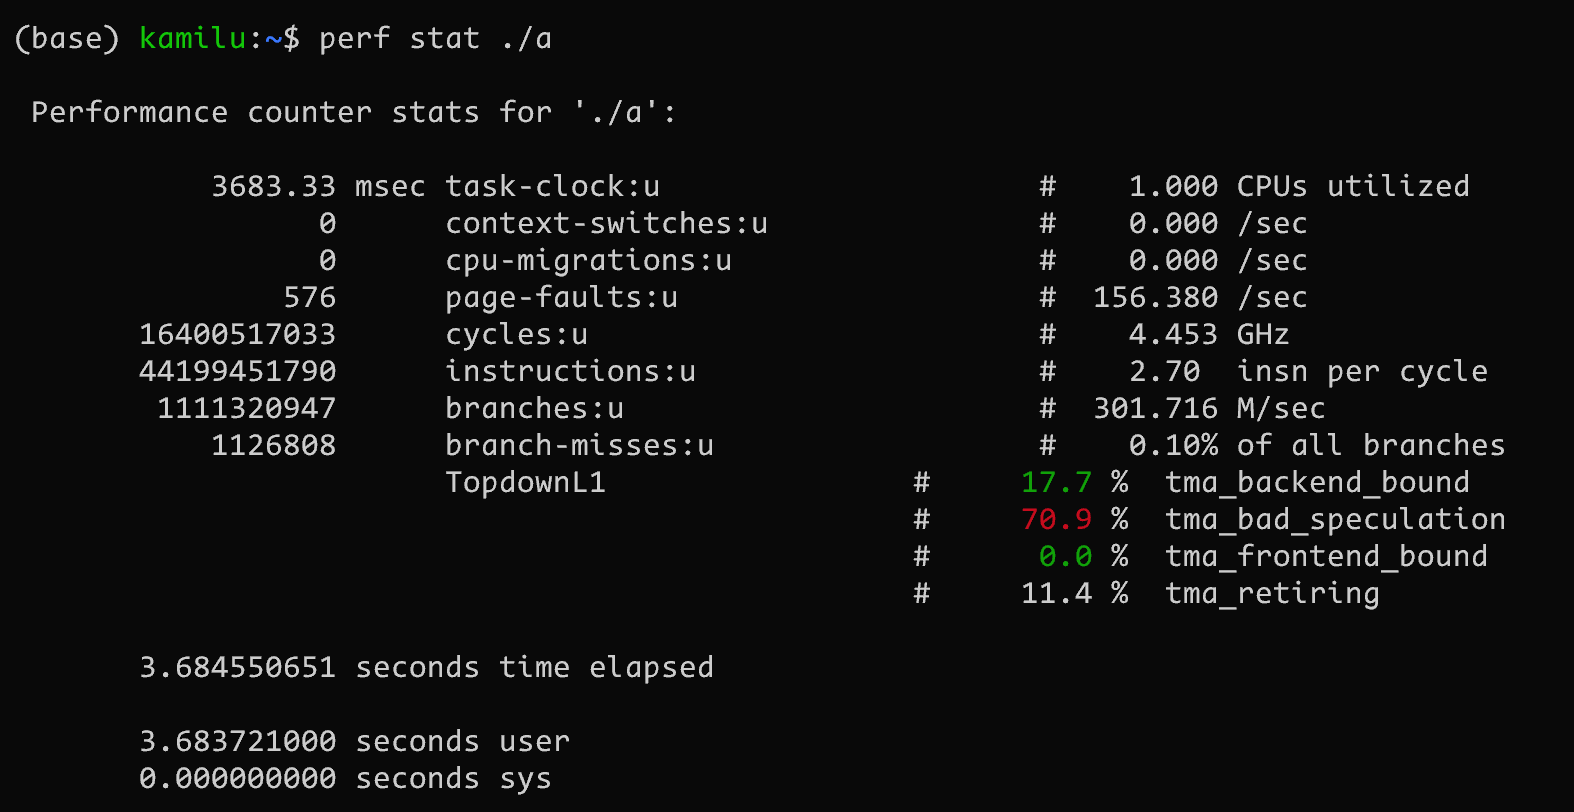 (base) kamilu:~$ perf stat ./a
Performance counter stats for './a':
3683.33 msec task-clock:u # 1.000 CPUs utilized
0 context-switches:u # 0.000 /sec
0 cpu-migrations:u # 0.000 /sec
576 page-faults:u # 156.380 /sec
16400517033 cycles:u # 4.453 GHz
44199451790 instructions:u # 2.70 insn per cycle
1111320947 branches:u # 301.716 M/sec
1126808 branch-misses:u # 0.10% of all branches
TopdownL1 # 17.7 % tma_backend_bound
# 70.9 % tma_bad_speculation
# 0.0 % tma_frontend_bound
# 11.4 % tma_retiring
3.684550651 seconds time elapsed
3.683721000 seconds user
0.000000000 seconds sys